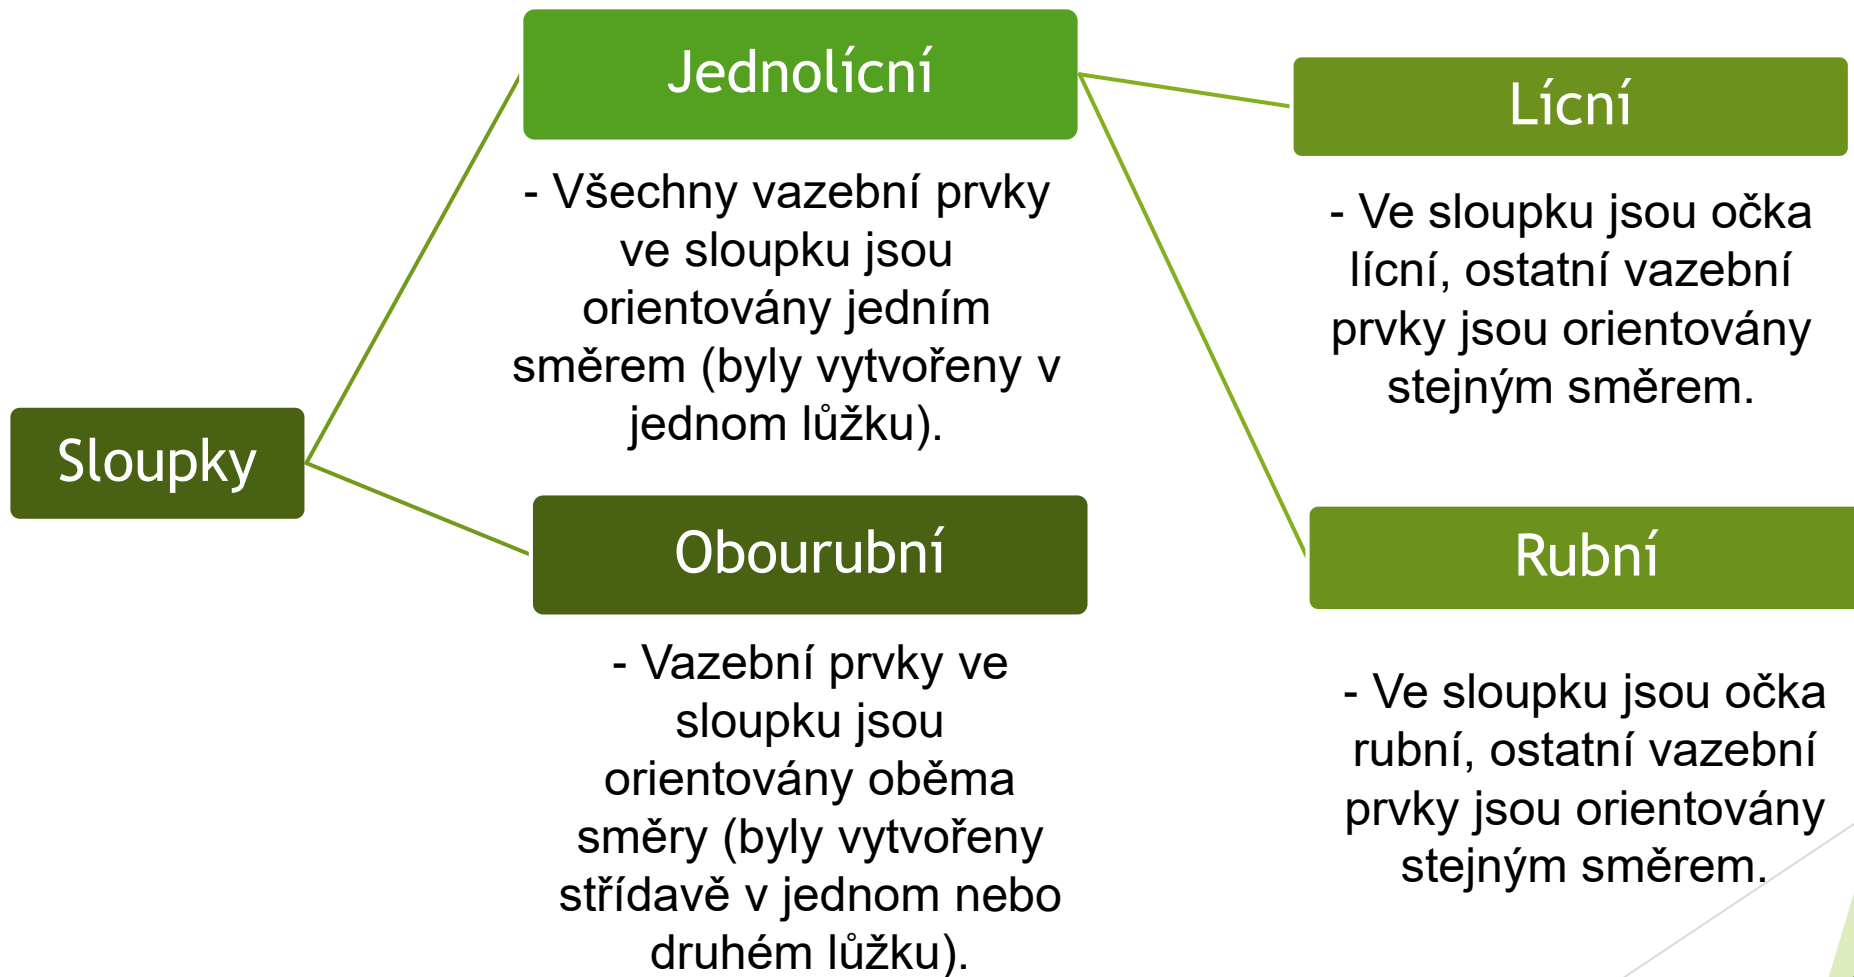 Sloupky
Jednolícní
- Všechny vazební prvky
ve sloupku jsou
orientovány jedním
směrem (byly vytvořeny v
jednom lůžku).
Obourubní
- Vazební prvky ve
sloupku jsou
orientovány oběma
směry (byly vytvořeny
střídavě v jednom nebo
druhém lůžku).
Lícní
- Ve sloupku jsou očka
lícní, ostatní vazební
prvky jsou orientovány
stejným směrem.
Rubní
- Ve sloupku jsou očka
rubní, ostatní vazební
prvky jsou orientovány
stejným směrem.